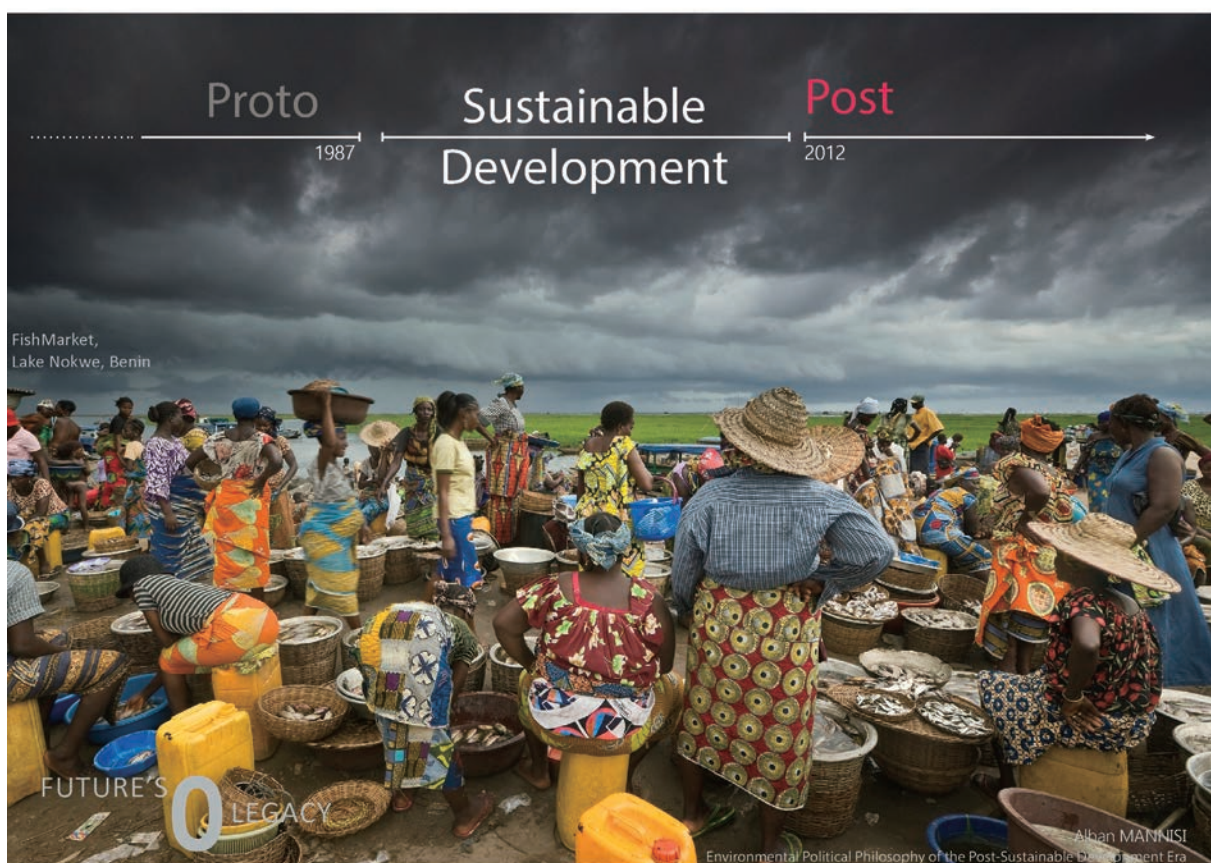 Proto
Sustainable
Post
1987
2012
Development
FishMarket,
Lake Nokwe, Benin
FUTURE'S
0
LEGACY
Alban MANNISI
Environmental Political Philosophy of the Post-Sustainable Development Era